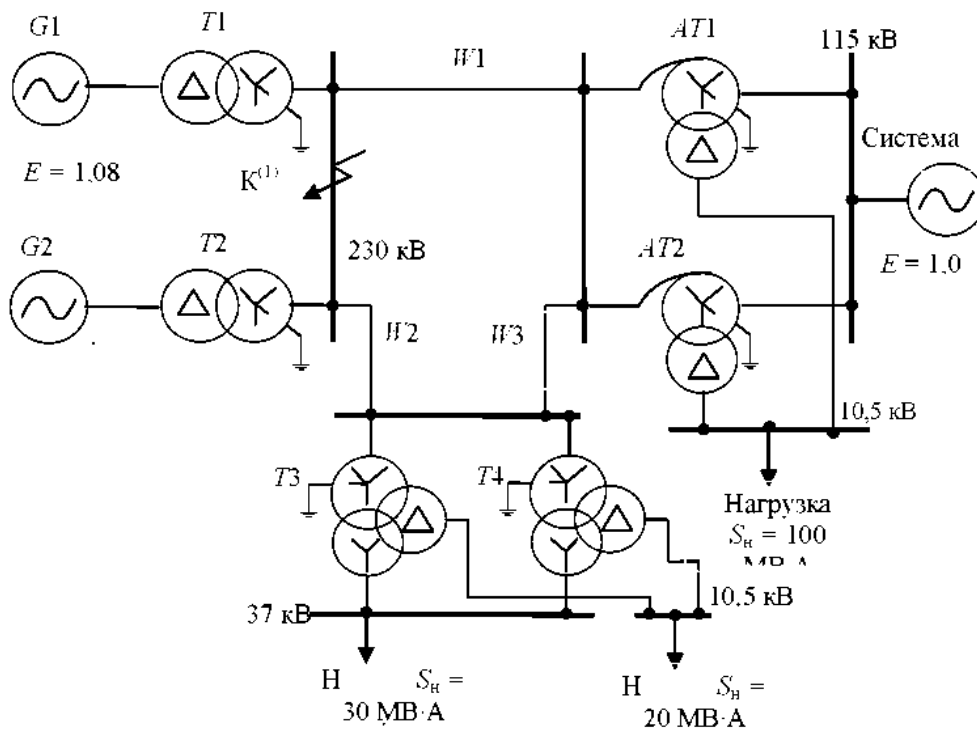 G1
T1
W1
AT1
115 кВ
Система
E = 1,08
К(1)
G2
T2
230 кВ
AT2
E = 1,0
W2
W3
10,5 кВ
T3
T4
Нагрузка
Sн = 100
МВ·А
37 кВ
10,5 кВ
Н Sн =
30 МВ·А
Н Sн =
20 МВ·А